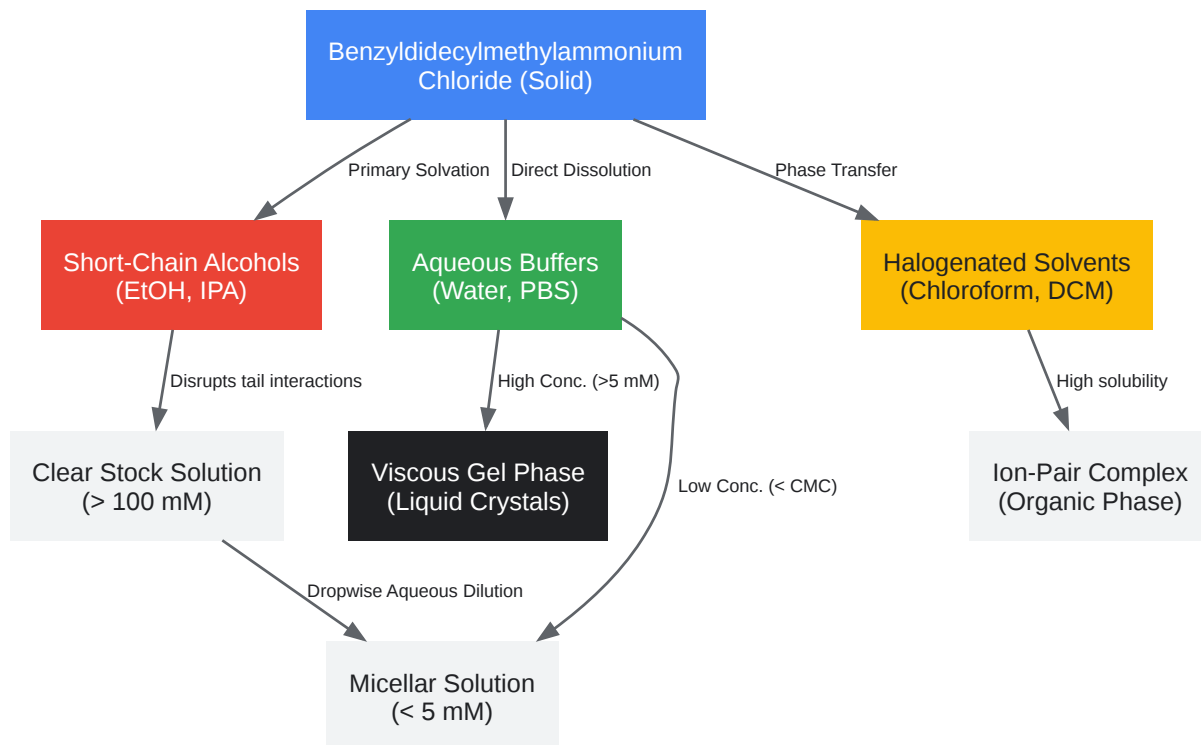 Benzyldidecylmethylammonium
Chloride (Solid)
Primary Solvation
Direct Dissolution
Phase Transfer
Short-Chain Alcohols
(EtOH, IPA)
Aqueous Buffers
(Water, PBS)
Halogenated Solvents
(Chloroform, DCM)
Disrupts tail interactions
High Conc. (>5 mM)
High solubility
Clear Stock Solution
(> 100 mM)
Viscous Gel Phase
(Liquid Crystals)
Low Conc. (< CMC)
Ion-Pair Complex
(Organic Phase)
Dropwise Aqueous Dilution
Micellar Solution
(< 5 mM)